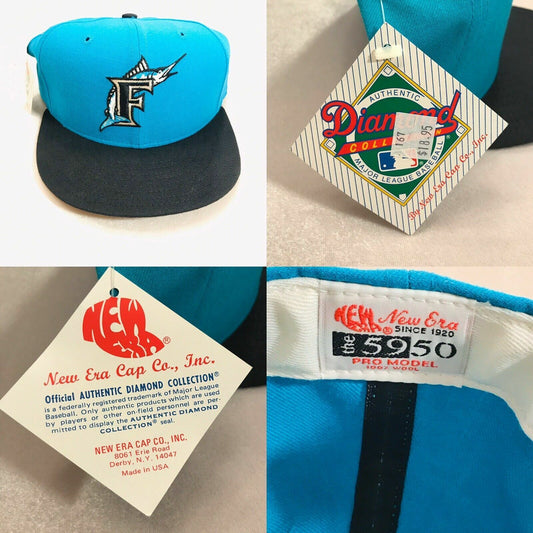 F
AUTHENTIC
Diamond
COLLECTION
MAJOR LEAGUE BASEBALL
167
$18.95
By New Era Cap Co., Inc.
NEW
ERA®
New Era Cap Co., Inc.
Official AUTHENTIC DIAMOND COLLECTION®
is a federally registered trademark of Major League
Baseball. Only authentic products which are used
by players or other on-field personnel are per-
mitted to display the AUTHENTIC DIAMOND
COLLECTION® seal.
NEW ERA CAP CO., INC.
8061 Erie Road
Derby, N.Y. 14047
Made in USA
NEW
ERA®
New Era
SINCE 1920
the 5950
PRO MODEL
100% WOOL